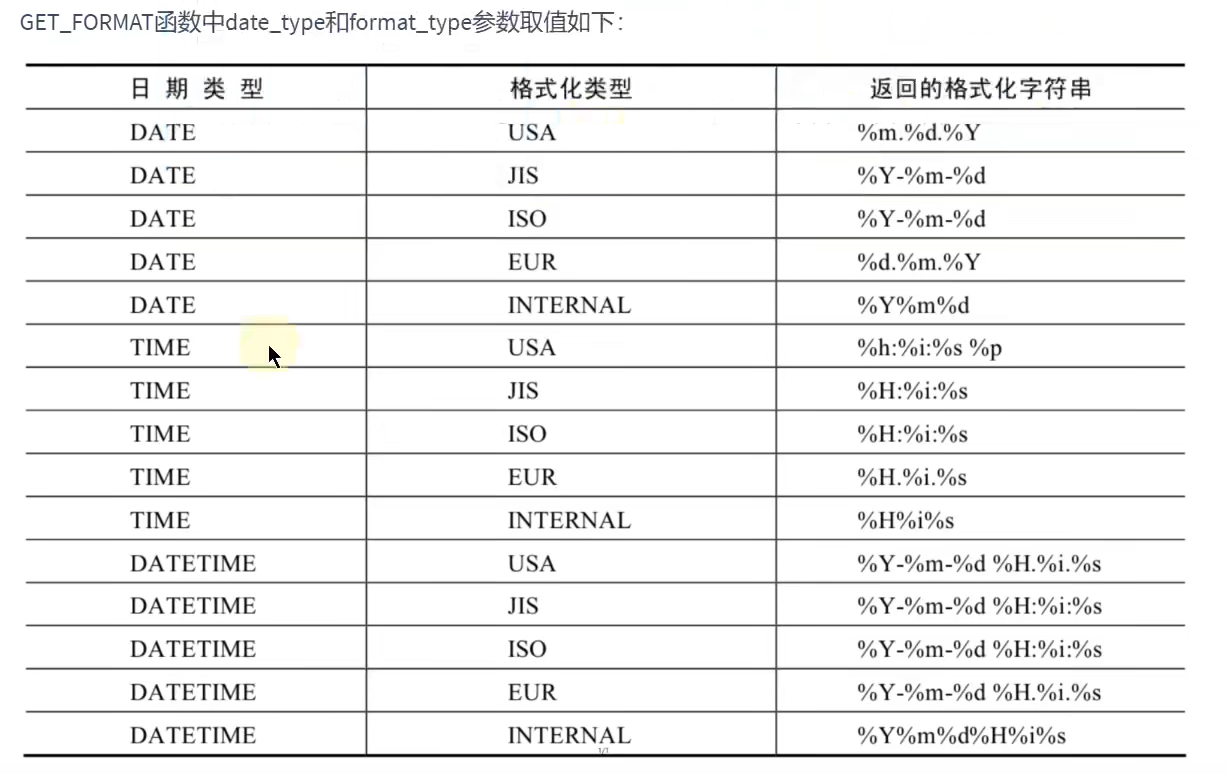 GET_FORMAT函数中date_type和format_type参数取值如下：
日 期 类 型 格式化类型 返回的格式化字符串
DATE USA %m.%d.%Y
DATE JIS %Y-%m-%d
DATE ISO %Y-%m-%d
DATE EUR %d.%m.%Y
DATE INTERNAL %Y%m%d
TIME USA %h:%i:%s %p
TIME JIS %H:%i:%s
TIME ISO %H:%i:%s
TIME EUR %H.%i.%s
TIME INTERNAL %H%i%s
DATETIME USA %Y-%m-%d %H.%i.%s
DATETIME JIS %Y-%m-%d %H:%i:%s
DATETIME ISO %Y-%m-%d %H:%i:%s
DATETIME EUR %Y-%m-%d %H.%i.%s
DATETIME INTERNAL %Y%m%d%H%i%s
1/1